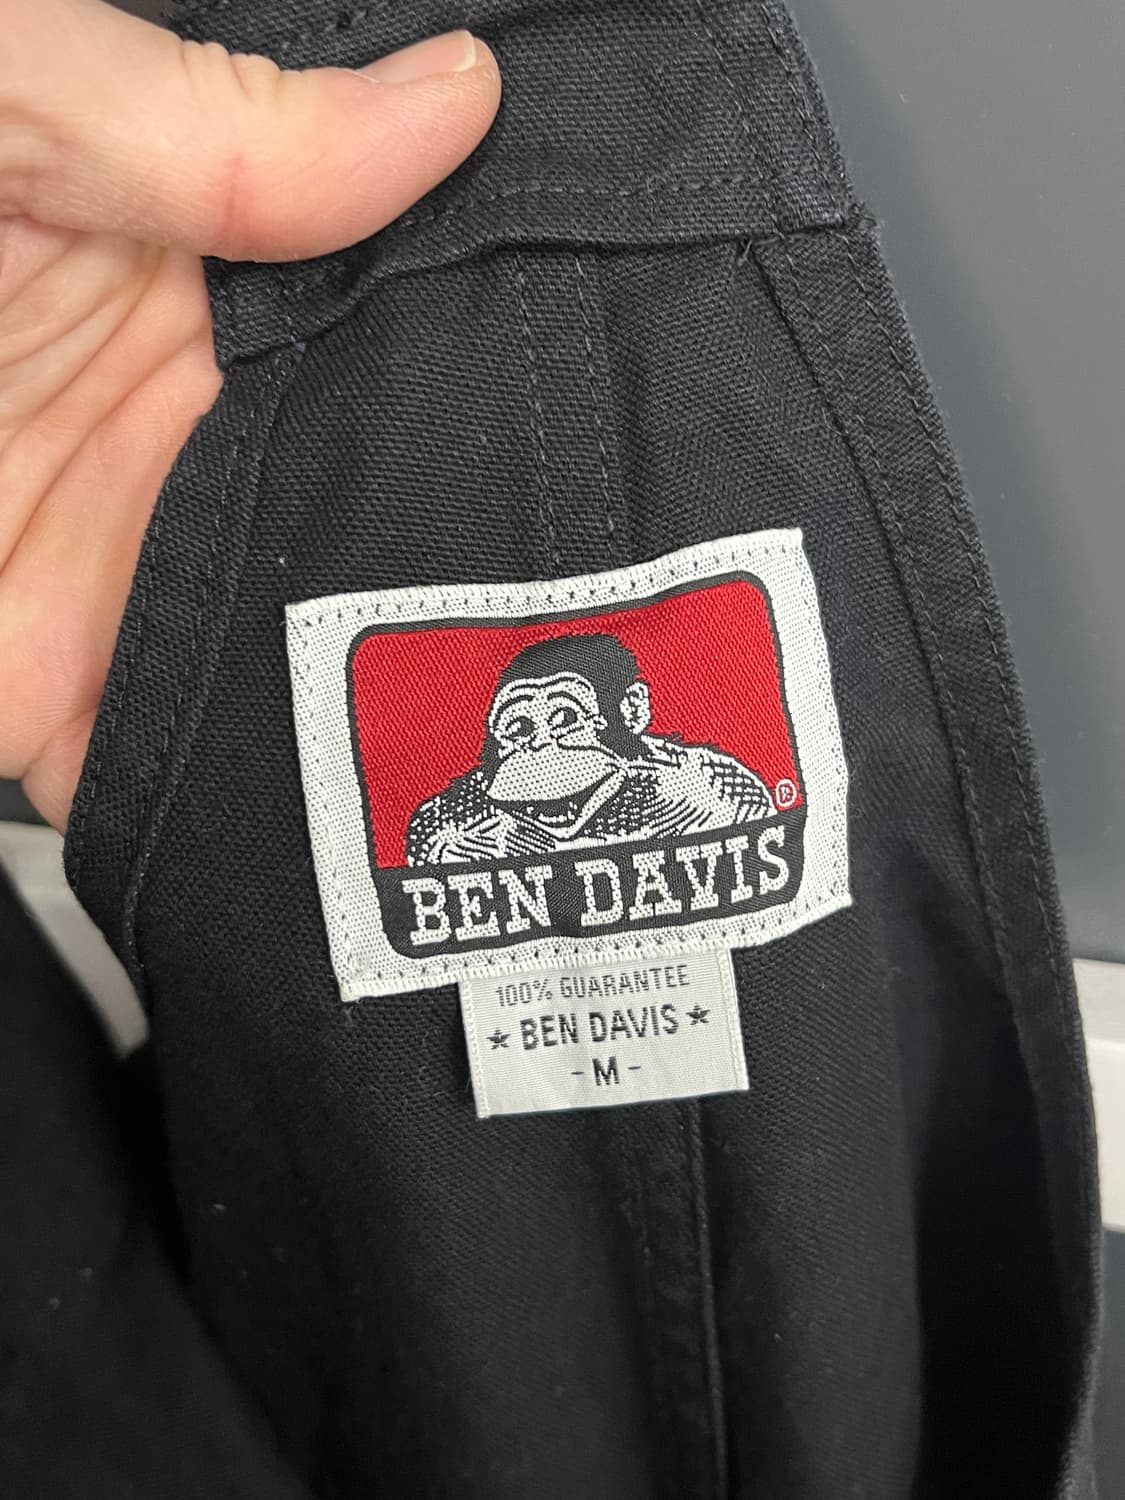 ®
BEN DAVIS
100% GUARANTEE
★ BEN DAVIS ★
- M -